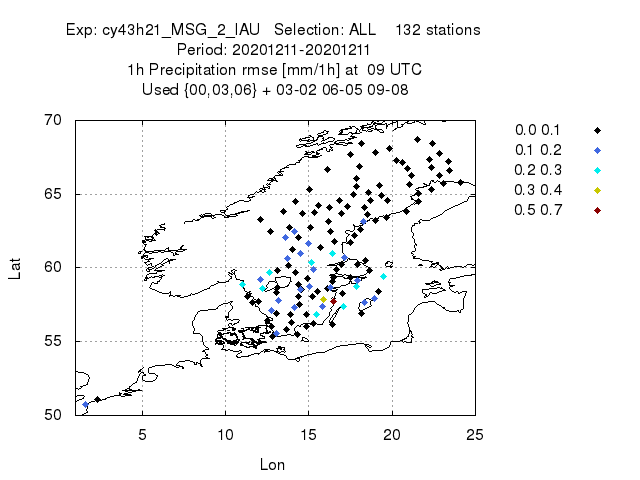 Exp: cy43h21_MSG_2_IAU Selection: ALL 132 stations
Period: 20201211-20201211
1h Precipitation rmse [mm/1h] at 09 UTC
Used {00,03,06} + 03-02 06-05 09-08
70
65
60
55
50
Lat
5
10
15
20
25
Lon
0.0 0.1
0.1 0.2
0.2 0.3
0.3 0.4
0.5 0.7